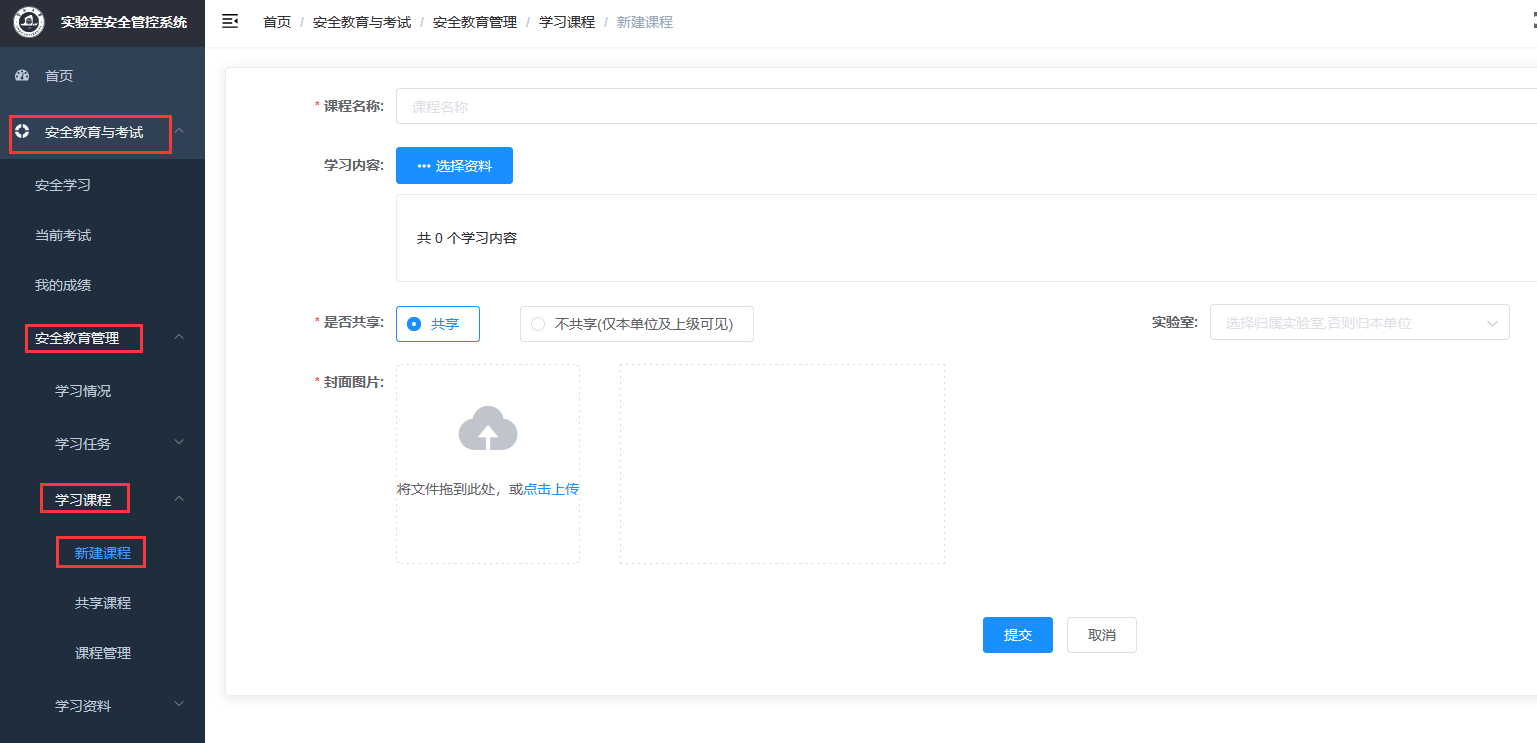 实验室安全管控系统
首页 / 安全教育与考试 / 安全教育管理 / 学习课程 / 新建课程
首页
安全教育与考试
安全学习
当前考试
我的成绩
安全教育管理
学习情况
学习任务
学习课程
新建课程
共享课程
课程管理
学习资料
* 课程名称: 课程名称
学习内容: ··· 选择资料
共 0 个学习内容
* 是否共享: 共享 不共享(仅本单位及上级可见) 实验室: 选择归属实验室,否则归本单位
* 封面图片:
将文件拖到此处，或点击上传
提交 取消